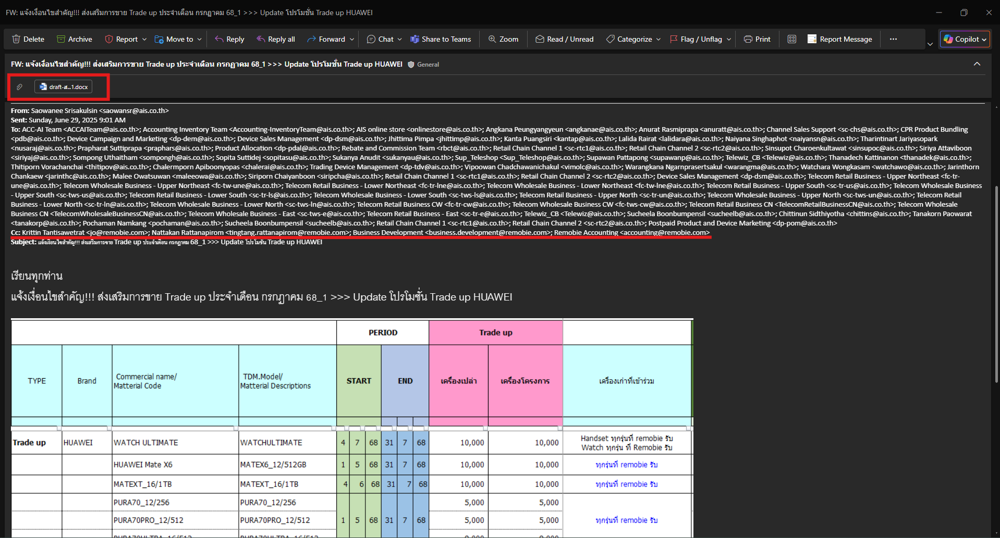 FW: แจ้งเงื่อนไขสำคัญ!!! ส่งเสริมการขาย Trade up ประจำเดือน กรกฏาคม 68_1 >>> Update โปรโมชั่น Trade up HUAWEI
Delete Archive Report Move to Reply Reply all Forward Chat Share to Teams Zoom Read / Unread Categorize Flag / Unflag Print Report Message ... Copilot
FW: แจ้งเงื่อนไขสำคัญ!!! ส่งเสริมการขาย Trade up ประจำเดือน กรกฏาคม 68_1 >>> Update โปรโมชั่น Trade up HUAWEI General
draft-ส...1.docx
From: Saowanee Srisakulsin <saowansr@ais.co.th>
Sent: Sunday, June 29, 2025 9:01 AM
To: ACC-AI Team <ACCAITeam@ais.co.th>; Accounting Inventory Team <Accounting-InventoryTeam@ais.co.th>; AIS online store <onlinestore@ais.co.th>; Angkana Peungyangyeun <angkanae@ais.co.th>; Anurat Rasmiprapa <anuratt@ais.co.th>; Channel Sales Support <sc-chs@ais.co.th>; CPR Product Bundling
<pdb@ais.co.th>; Device Campaign and Marketing <dp-dem@ais.co.th>; Device Sales Management <dp-dsm@ais.co.th>; Jhittima Pimpa <jhittimp@ais.co.th>; Kanta Puangsiri <kantap@ais.co.th>; Lalida Rairat <lalidara@ais.co.th>; Naiyana Singhaphot <naiyansn@ais.co.th>; Tharintinart Jariyasopark
<nusaraj@ais.co.th>; Prapharat Suttiprapa <praphars@ais.co.th>; Product Allocation <dp-pdal@ais.co.th>; Rebate and Commission Team <rbct@ais.co.th>; Retail Chain Channel 1 <sc-rtc1@ais.co.th>; Retail Chain Channel 2 <sc-rtc2@ais.co.th>; Sinsupot Charoenkultawat <sinsupoc@ais.co.th>; Siriya Attaviboon
<siriyaj@ais.co.th>; Sompong Uthaitham <sompongh@ais.co.th>; Sopita Suttidej <sopitasu@ais.co.th>; Sukanya Anudit <sukanyau@ais.co.th>; Sup_Teleshop <Sup_Teleshop@ais.co.th>; Supawan Pattapong <supawanp@ais.co.th>; Telewiz_CB <Telewiz@ais.co.th>; Thanadech Kattinanon <thanadek@ais.co.th>;
Thitiporn Vorachanchai <thitipov@ais.co.th>; Chalermporn Apiboonyopas <chalerai@ais.co.th>; Trading Device Management <dp-tdv@ais.co.th>; Vipoowan Chadchawanichakul <vimolc@ais.co.th>; Warangkana Ngarnprasertsakul <warangma@ais.co.th>; Watchara Wongkasam <watchawo@ais.co.th>; Jarinthorn
Chankaew <jarinthc@ais.co.th>; Malee Owatsuwan <maleeowa@ais.co.th>; Siriporn Chaiyanboon <siripcha@ais.co.th>; Retail Chain Channel 1 <sc-rtc1@ais.co.th>; Retail Chain Channel 2 <sc-rtc2@ais.co.th>; Device Sales Management <dp-dsm@ais.co.th>; Telecom Retail Business - Upper Northeast <fc-tr-
une@ais.co.th>; Telecom Wholesale Business - Upper Northeast <fc-tw-une@ais.co.th>; Telecom Retail Business - Lower Northeast <fc-tr-lne@ais.co.th>; Telecom Wholesale Business - Lower Northeast <fc-tw-lne@ais.co.th>; Telecom Retail Business - Upper South <sc-tr-us@ais.co.th>; Telecom Wholesale Business
- Upper South <sc-tws-us@ais.co.th>; Telecom Retail Business - Lower South <sc-tr-ls@ais.co.th>; Telecom Wholesale Business - Lower South <sc-tws-ls@ais.co.th>; Telecom Retail Business - Upper North <sc-tr-un@ais.co.th>; Telecom Wholesale Business - Upper North <sc-tws-un@ais.co.th>; Telecom Retail
Business - Lower North <sc-tr-ln@ais.co.th>; Telecom Wholesale Business - Lower North <sc-tws-ln@ais.co.th>; Telecom Retail Business CW <fc-tr-cw@ais.co.th>; Telecom Wholesale Business CW <fc-tws-cw@ais.co.th>; Telecom Retail Business CN <TelecomRetailBusinessCN@ais.co.th>; Telecom Wholesale
Business CN <TelecomWholesaleBusinessCN@ais.co.th>; Telecom Wholesale Business - East <sc-tws-e@ais.co.th>; Telecom Retail Business - East <sc-tr-e@ais.co.th>; Telewiz_CB <Telewiz@ais.co.th>; Sucheela Boonbumpensil <sucheelb@ais.co.th>; Chittinun Sidthiyotha <chittins@ais.co.th>; Tanakorn Paowarat
<tanakorp@ais.co.th>; Pochaman Namkang <pochaman@ais.co.th>; Sucheela Boonbumpensil <sucheelb@ais.co.th>; Retail Chain Channel 1 <sc-rtc1@ais.co.th>; Retail Chain Channel 2 <sc-rtc2@ais.co.th>; Postpaid Product and Device Marketing <dp-pom@ais.co.th>
Cc: Krittin Tantisawetrat <jo@remobie.com>; Nattakan Rattanapirom <tingtang.rattanapirom@remobie.com>; Business Development <business.development@remobie.com>; Remobie Accounting <accounting@remobie.com>
Subject: แจ้งเงื่อนไขสำคัญ!!! ส่งเสริมการขาย Trade up ประจำเดือน กรกฏาคม 68_1 >>> Update โปรโมชั่น Trade up HUAWEI
เรียนทุกท่าน
แจ้งเงื่อนไขสำคัญ!!! ส่งเสริมการขาย Trade up ประจำเดือน กรกฏาคม 68_1 >>> Update โปรโมชั่น Trade up HUAWEI
PERIOD Trade up
TYPE Brand Commercial name/ Matterial Code TDM.Model/ Matterial Descriptions START END เครื่องเปล่า เครื่องโครงการ เครื่องเก่าที่เข้าร่วม
Trade up HUAWEI WATCH ULTIMATE WATCHULTIMATE 4 7 68 31 7 68 10,000 10,000 Handset ทุกรุ่นที่ remobie รับ
Watch ทุกรุ่น ที่ Remobie รับ
HUAWEI Mate X6 MATEX6_12/512GB 1 5 68 31 7 68 10,000 10,000 ทุกรุ่นที่ remobie รับ
MATEXT_16/1TB MATEXT_16/1TB 4 6 68 31 7 68 10,000 10,000 ทุกรุ่นที่ remobie รับ
PURA70_12/256 PURA70_12/256 5,000 5,000
PURA70PRO_12/512 PURA70PRO_12/512 1 5 68 31 7 68 5,000 5,000 ทุกรุ่นที่ remobie รับ
PURA70ULTRA_16/512 PURA70ULTRA_16/512